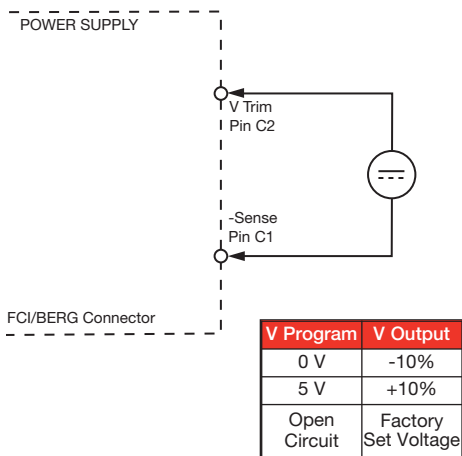 POWER SUPPLY
V Trim
Pin C2
-Sense
Pin C1
FCI/BERG Connector
V Program V Output
0 V -10%
5 V +10%
Open Circuit Factory Set Voltage